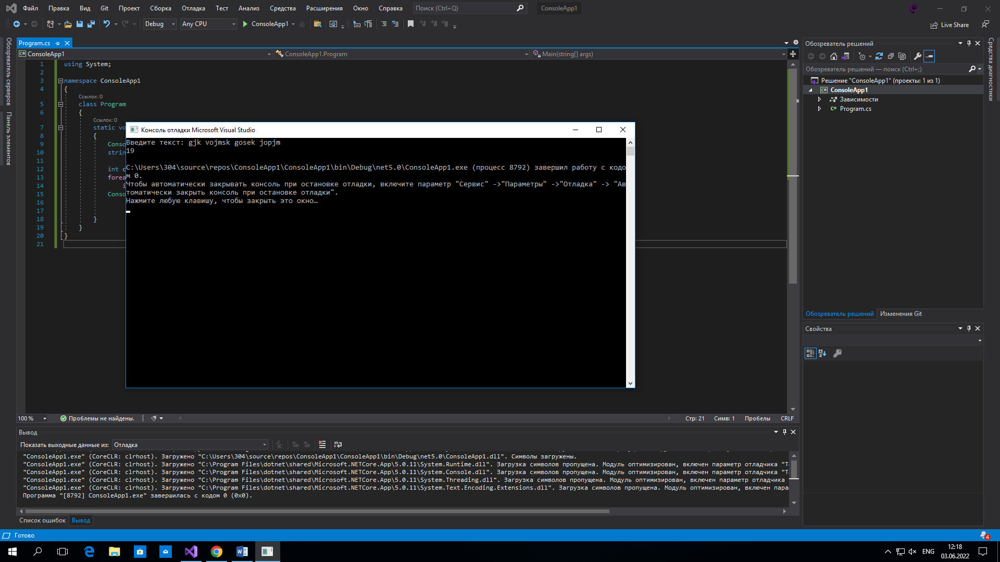 Файл Правка Вид Git Проект Сборка Отладка Тест Анализ Средства Расширения Окно Справка Поиск (Ctrl+Q) ConsoleApp1
Debug Any CPU ConsoleApp1 Live Share
Обозреватель серверов
Панель элементов
Program.cs
ConsoleApp1 ConsoleApp1.Program Main(string[] args)
1 using System;
2
3 namespace ConsoleApp1
4 {
Ссылок: 0
5 class Program
6 {
Ссылок: 0
7 static vo
8 {
9 Conso
10 strin
11
12 int c
13 forea
14 i
15 Conso
16
17
18 }
19 }
20 }
21
Консоль отладки Microsoft Visual Studio
Введите текст: gjk vojmsk gosek jopjm
19
C:\Users\304\source\repos\ConsoleApp1\ConsoleApp1\bin\Debug\net5.0\ConsoleApp1.exe (процесс 8792) завершил работу с кодо
м 0.
Чтобы автоматически закрывать консоль при остановке отладки, включите параметр "Сервис" ->"Параметры" ->"Отладка" -> "Ав
томатически закрыть консоль при остановке отладки".
Нажмите любую клавишу, чтобы закрыть это окно…
100 % Проблемы не найдены. Стр: 21 Симв: 1 Пробелы CRLF
Вывод
Показать выходные данные из: Отладка
"ConsoleApp1.exe" (CoreCLR: clrhost). Загружено "C:\Users\304\source\repos\ConsoleApp1\ConsoleApp1\bin\Debug\net5.0\ConsoleApp1.dll". Символы загружены.
"ConsoleApp1.exe" (CoreCLR: clrhost). Загружено "C:\Program Files\dotnet\shared\Microsoft.NETCore.App\5.0.11\System.Runtime.dll". Загрузка символов пропущена. Модуль оптимизирован, включен параметр отладчика "То
"ConsoleApp1.exe" (CoreCLR: clrhost). Загружено "C:\Program Files\dotnet\shared\Microsoft.NETCore.App\5.0.11\System.Console.dll". Загрузка символов пропущена. Модуль оптимизирован, включен параметр отладчика "То
"ConsoleApp1.exe" (CoreCLR: clrhost). Загружено "C:\Program Files\dotnet\shared\Microsoft.NETCore.App\5.0.11\System.Threading.dll". Загрузка символов пропущена. Модуль оптимизирован, включен параметр отладчика
"ConsoleApp1.exe" (CoreCLR: clrhost). Загружено "C:\Program Files\dotnet\shared\Microsoft.NETCore.App\5.0.11\System.Text.Encoding.Extensions.dll". Загрузка символов пропущена. Модуль оптимизирован, включен пара
Программа "[8792] ConsoleApp1.exe" завершилась с кодом 0 (0x0).
Список ошибок Вывод
Обозреватель решений
Обозреватель решений — поиск (Ctrl+;)
Решение "ConsoleApp1" (проекты: 1 из 1)
ConsoleApp1
Зависимости
Program.cs
Обозреватель решений Изменения Git
Свойства
Средства диагностики
Готово 4
ENG 12:18
03.06.2022